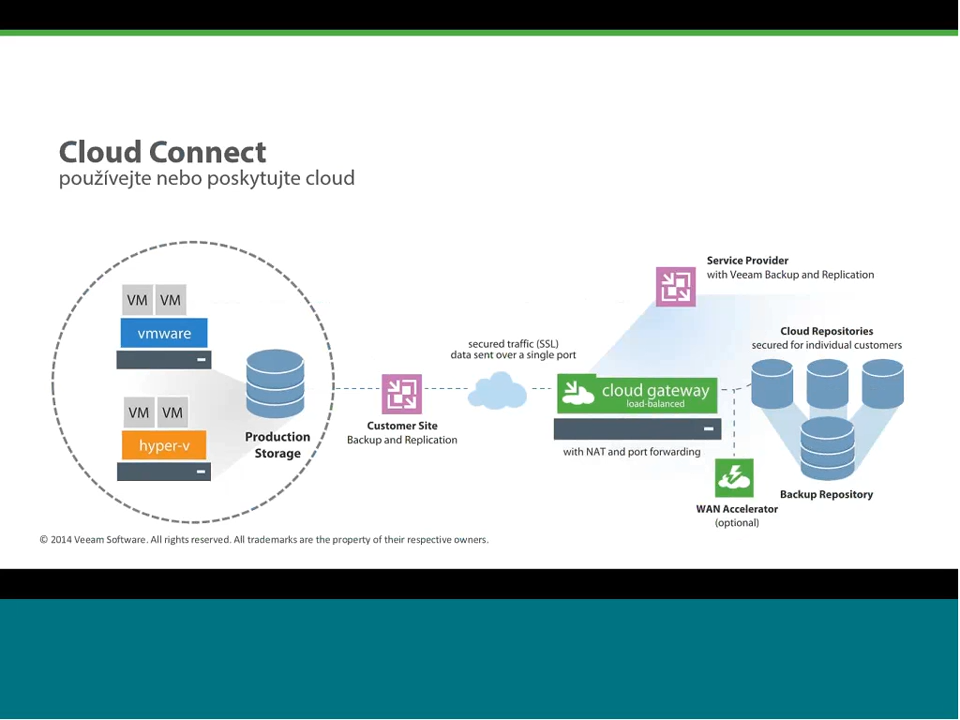 Cloud Connect
používejte nebo poskytujte cloud
VM VM
vmware
VM VM
hyper-v
Production
Storage
Customer Site
Backup and Replication
secured traffic (SSL)
data sent over a single port
cloud gateway
load-balanced
with NAT and port forwarding
Service Provider
with Veeam Backup and Replication
Cloud Repositories
secured for individual customers
Backup Repository
WAN Accelerator
(optional)
© 2014 Veeam Software. All rights reserved. All trademarks are the property of their respective owners.